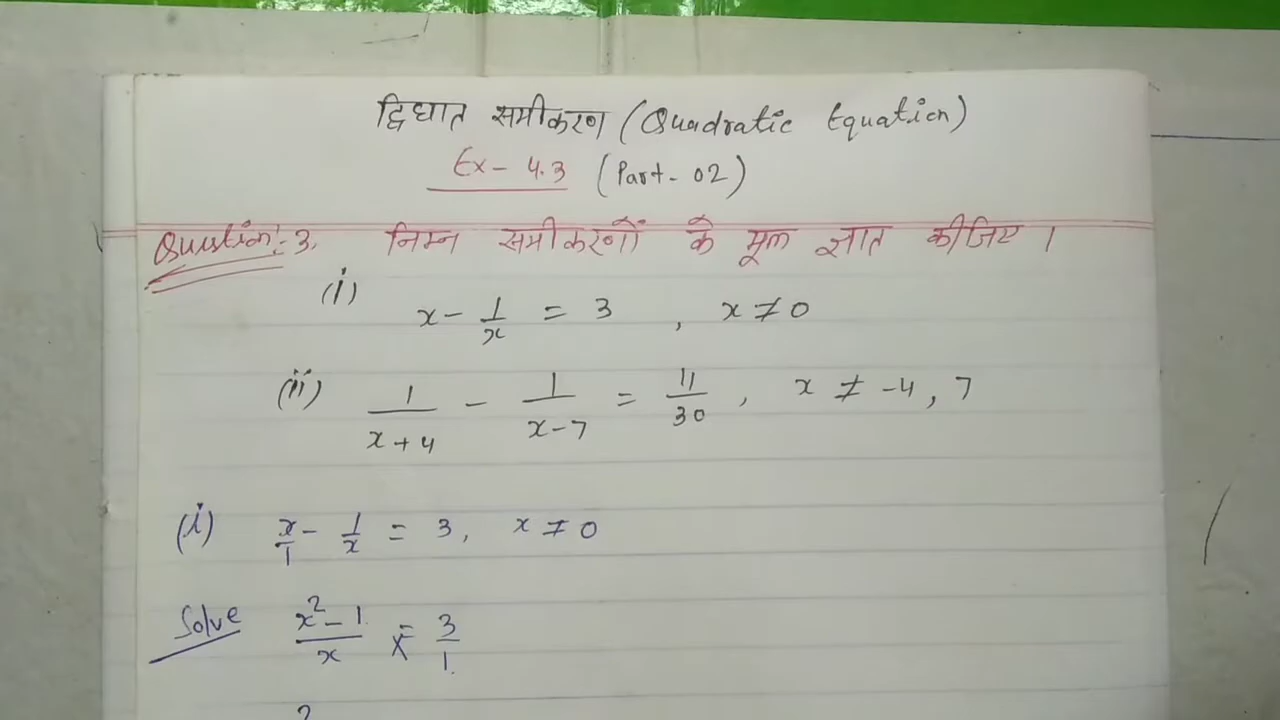 द्विघात समीकरण (Quadratic Equation)
Ex- 4.3 (Part- 02)
Question:- 3. निम्न समीकरणों के मूल ज्ञात कीजिए ।
(i) x - 1/x = 3 , x ≠ 0
(ii) 1/(x+4) - 1/(x-7) = 11/30 , x ≠ -4, 7
(i) x/1 - 1/x = 3, x ≠ 0
Solve (x²-1)/x = 3/1
2